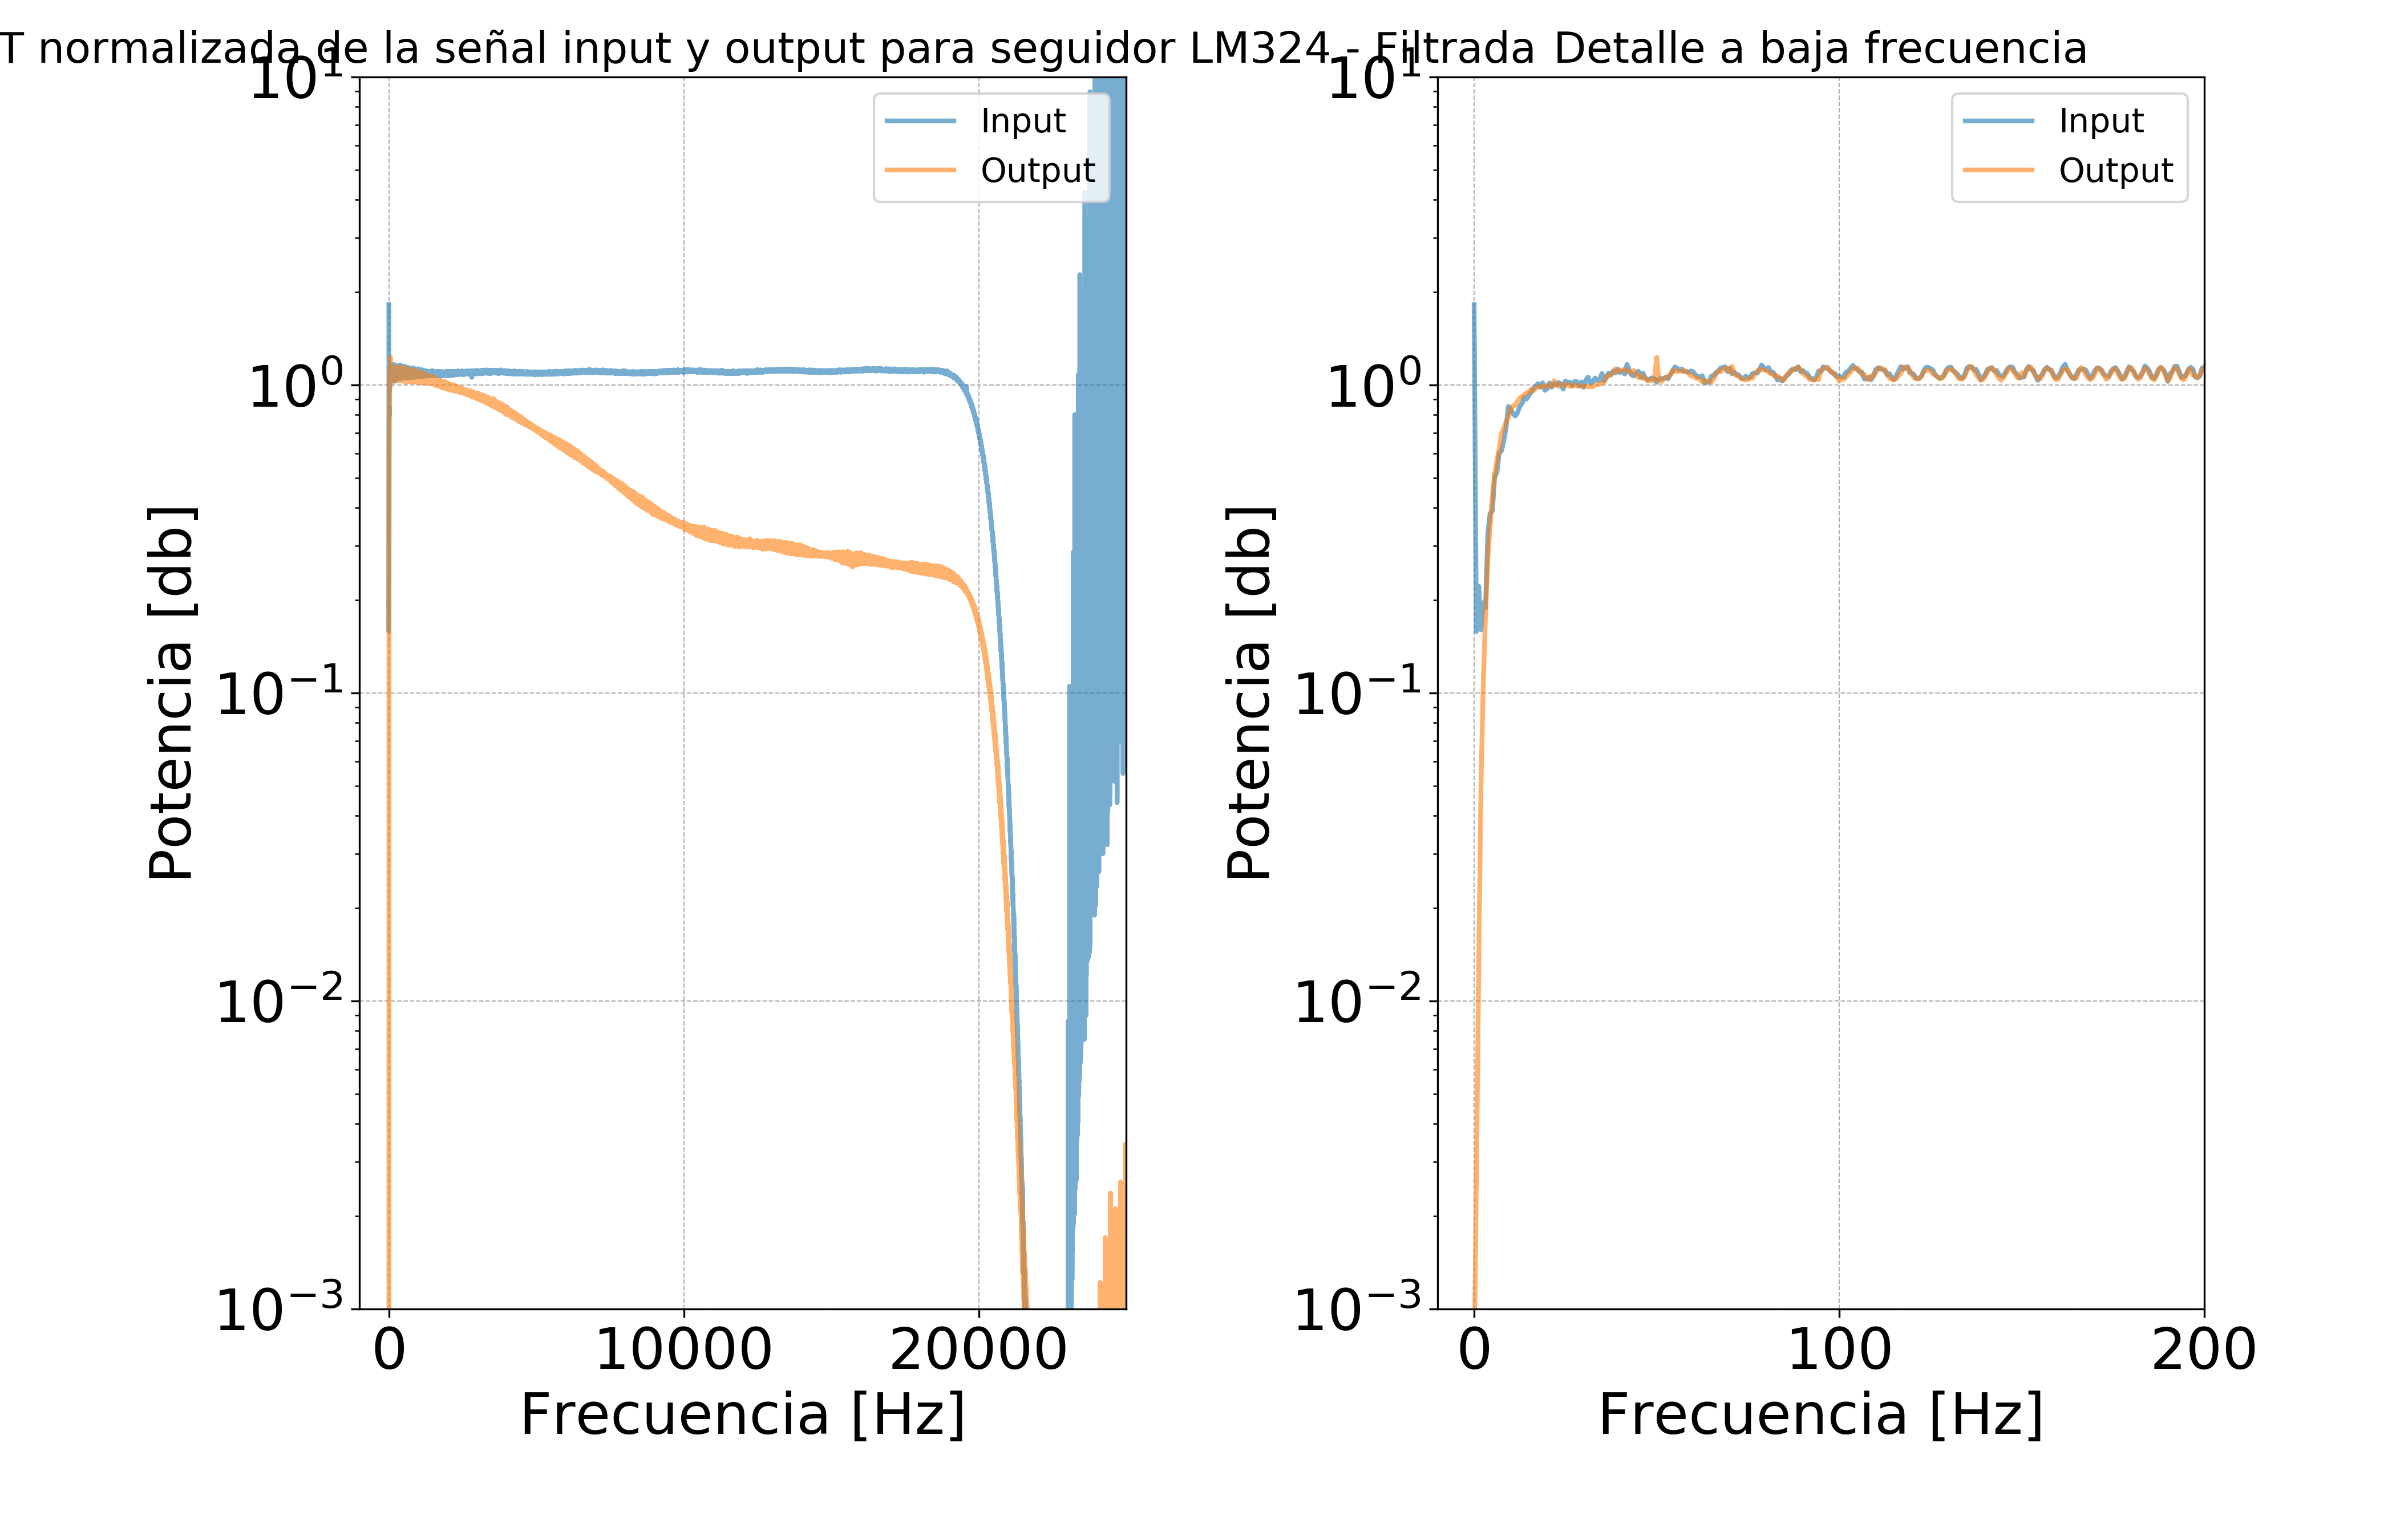 T normalizada de la señal input y output para seguidor LM324 - Filtrada
Detalle a baja frecuencia
Potencia [db]
10¹
10⁰
10⁻¹
10⁻²
10⁻³
Input
Output
0 10000 20000
Frecuencia [Hz]
Potencia [db]
10¹
10⁰
10⁻¹
10⁻²
10⁻³
Input
Output
0 100 200
Frecuencia [Hz]